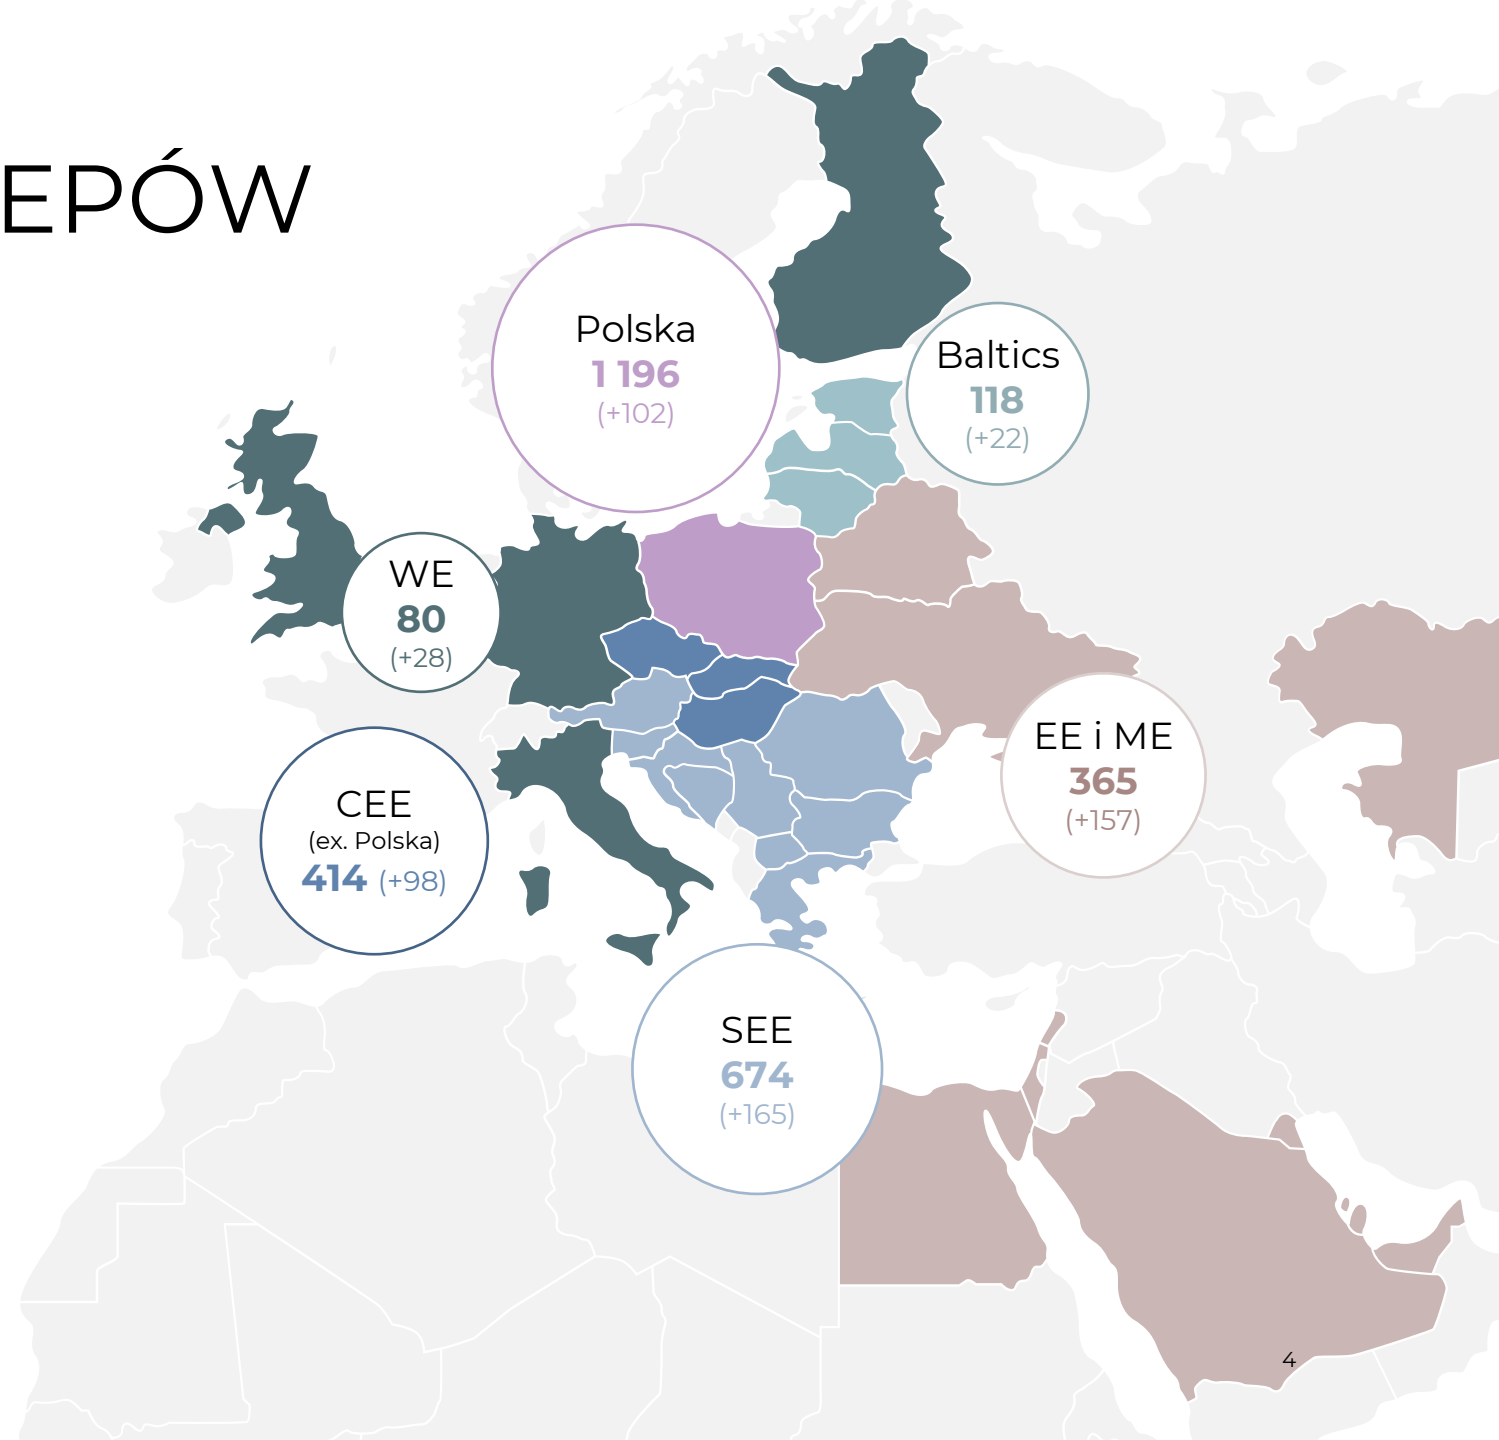 EPÓW
Polska
1 196
(+102)
Baltics
118
(+22)
WE
80
(+28)
EE i ME
365
(+157)
CEE
(ex. Polska)
414 (+98)
SEE
674
(+165)
4